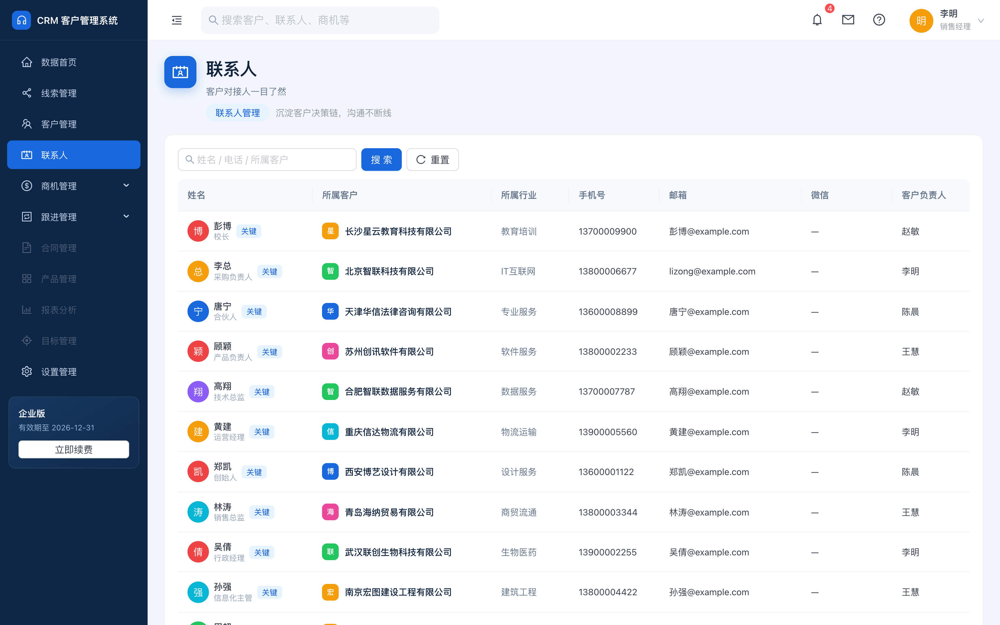 CRM 客户管理系统
搜索客户、联系人、商机等
4
明
李明
销售经理
数据首页
线索管理
客户管理
联系人
商机管理
跟进管理
合同管理
产品管理
报表分析
目标管理
设置管理
企业版
有效期至 2026-12-31
立即续费
联系人
客户对接人一目了然
联系人管理 沉淀客户决策链，沟通不断线
姓名 / 电话 / 所属客户 搜 索 重置
姓名 所属客户 所属行业 手机号 邮箱 微信 客户负责人
博 彭博 校长 关键 星 长沙星云教育科技有限公司 教育培训 13700009900 彭博@example.com — 赵敏
总 李总 采购负责人 关键 智 北京智联科技有限公司 IT互联网 13800006677 lizong@example.com — 李明
宁 唐宁 合伙人 关键 华 天津华信法律咨询有限公司 专业服务 13600008899 唐宁@example.com — 陈晨
颖 顾颖 产品负责人 关键 创 苏州创讯软件有限公司 软件服务 13800002233 顾颖@example.com — 王慧
翔 高翔 技术总监 关键 智 合肥智联数据服务有限公司 数据服务 13700007787 高翔@example.com — 赵敏
建 黄建 运营经理 关键 信 重庆信达物流有限公司 物流运输 13900005560 黄建@example.com — 李明
凯 郑凯 创始人 关键 博 西安博艺设计有限公司 设计服务 13600001122 郑凯@example.com — 陈晨
涛 林涛 销售总监 关键 海 青岛海纳贸易有限公司 商贸流通 13800003344 林涛@example.com — 王慧
倩 吴倩 行政经理 关键 联 武汉联创生物科技有限公司 生物医药 13900002255 吴倩@example.com — 李明
强 孙强 信息化主管 关键 宏 南京宏图建设工程有限公司 建筑工程 13800004422 孙强@example.com — 王慧